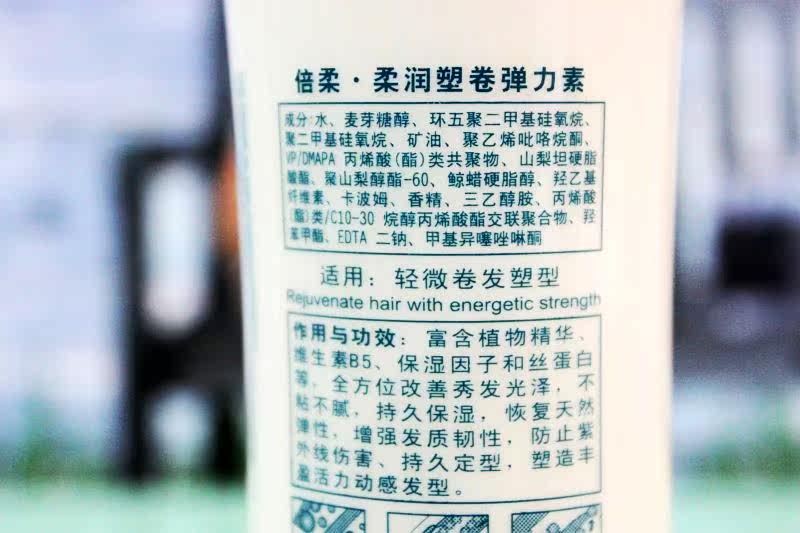 倍柔·柔润塑卷弹力素
成分:水、麦芽糖醇、环五聚二甲基硅氧烷、
聚二甲基硅氧烷、矿油、聚乙烯吡咯烷酮、
VP/DMAPA 丙烯酸(酯)类共聚物、山梨坦硬脂
酸酯、聚山梨醇酯-60、鲸蜡硬脂醇、羟乙基
纤维素、卡波姆、香精、三乙醇胺、丙烯酸
(酯)类/C10-30 烷醇丙烯酸酯交联聚合物、羟
苯甲酯、EDTA 二钠、甲基异噻唑啉酮
适用：轻微卷发塑型
Rejuvenate hair with energetic strength
作用与功效：富含植物精华、
维生素B5、保湿因子和丝蛋白
等，全方位改善秀发光泽，不
粘不腻，持久保湿，恢复天然
弹性，增强发质韧性，防止紫
外线伤害、持久定型，塑造丰
盈活力动感发型。